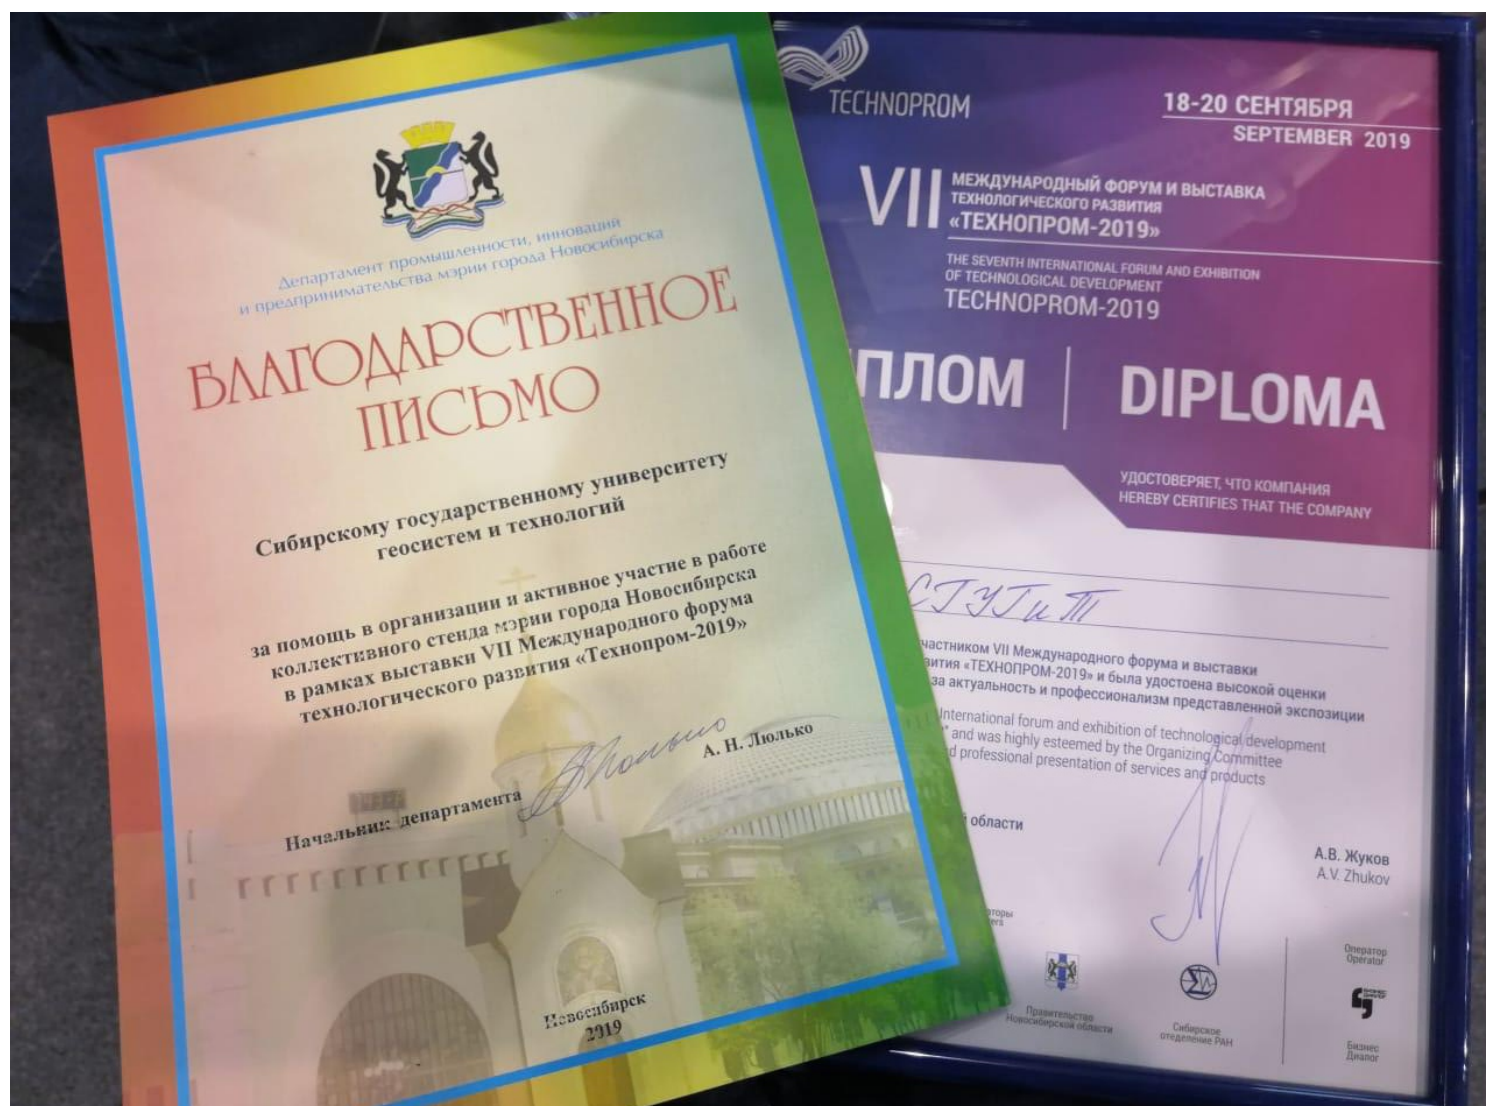 Департамент промышленности, инноваций
и предпринимательства мэрии города Новосибирска
БЛАГОДАРСТВЕННОЕ
ПИСЬМО
Сибирскому государственному университету
геосистем и технологий
за помощь в организации и активное участие в работе
коллективного стенда мэрии города Новосибирска
в рамках выставки VII Международного форума
технологического развития «Технопром-2019»
Начальник департамента
А. Н. Люлько
Новосибирск
2019
TECHNOPROM
18-20 СЕНТЯБРЯ
SEPTEMBER 2019
VII
МЕЖДУНАРОДНЫЙ ФОРУМ И ВЫСТАВКА
ТЕХНОЛОГИЧЕСКОГО РАЗВИТИЯ
«ТЕХНОПРОМ-2019»
THE SEVENTH INTERNATIONAL FORUM AND EXHIBITION
OF TECHNOLOGICAL DEVELOPMENT
TECHNOPROM-2019
ПЛОМ | DIPLOMA
УДОСТОВЕРЯЕТ, ЧТО КОМПАНИЯ
HEREBY CERTIFIES THAT THE COMPANY
СГУГиТ
частником VII Международного форума и выставки
вития «ТЕХНОПРОМ-2019» и была удостоена высокой оценки
за актуальность и профессионализм представленной экспозиции
International forum and exhibition of technological development
and was highly esteemed by the Organizing Committee
d professional presentation of services and products
области
А.В. Жуков
A.V. Zhukov
Правительство
Новосибирской области
Сибирское
отделение РАН
Оператор
Operator
БИЗНЕС
ДИАЛОГ
Бизнес
Диалог